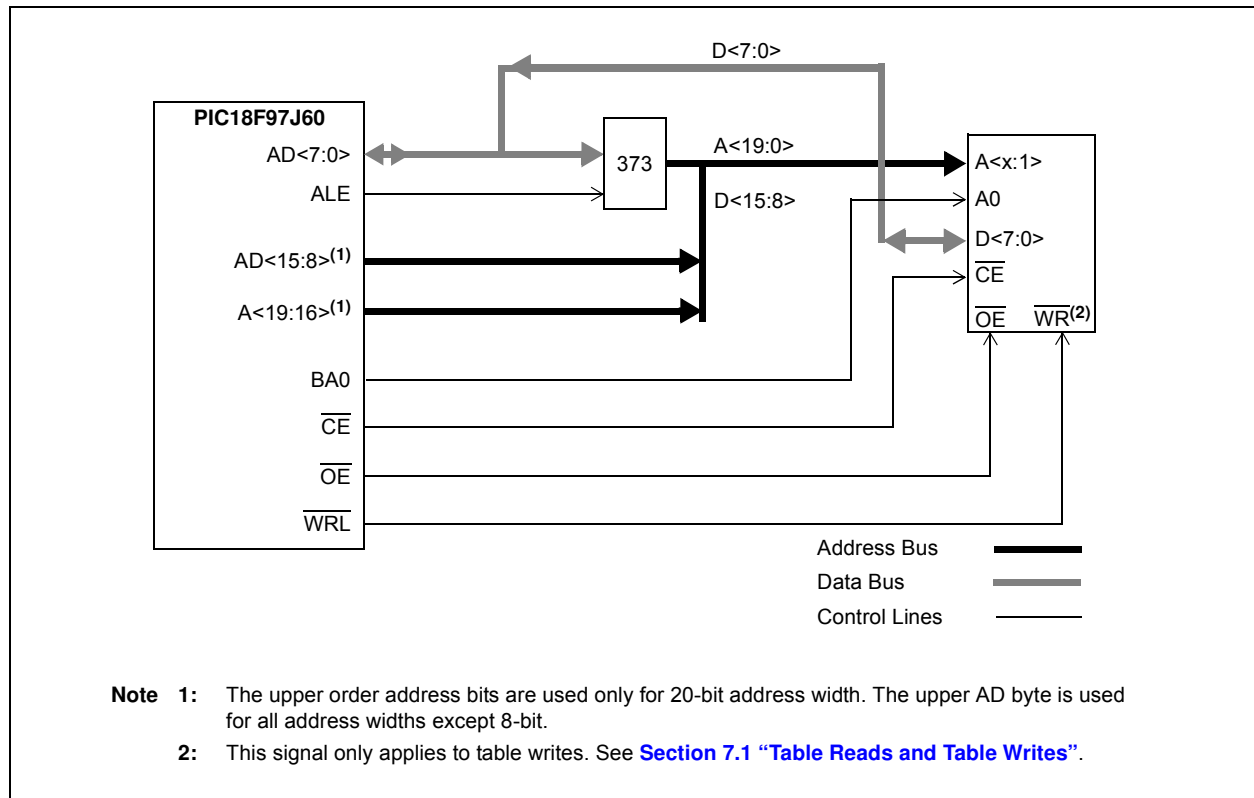 D<7:0>
PIC18F97J60
AD<7:0>
373
A<19:0>
A<x:1>
ALE
D<15:8>
A0
D<7:0>
AD<15:8>(1)
CE
A<19:16>(1)
OE WR(2)
BA0
CE
OE
WRL
Address Bus
Data Bus
Control Lines
Note 1: The upper order address bits are used only for 20-bit address width. The upper AD byte is used
for all address widths except 8-bit.
2: This signal only applies to table writes. See Section 7.1 “Table Reads and Table Writes”.